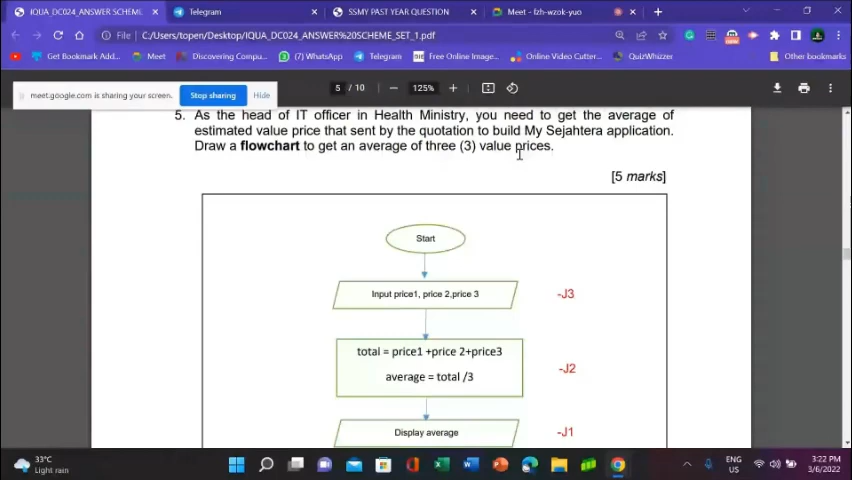 IQUA_DC024_ANSWER SCHEME
Telegram
SSMY PAST YEAR QUESTION
Meet - fzh-wzok-yuo
File
C:/Users/topen/Desktop/IQUA_DC024_ANSWER%20SCHEME_SET_1.pdf
Get Bookmark Add...
Meet
Discovering Compu...
(7) WhatsApp
Telegram
Free Online Image...
Online Video Cutter...
QuizWhizzer
Other bookmarks
meet.google.com is sharing your screen.
Stop sharing
Hide
5 / 10
125%
5. As the head of IT officer in Health Ministry, you need to get the average of
estimated value price that sent by the quotation to build My Sejahtera application.
Draw a flowchart to get an average of three (3) value prices.
[5 marks]
Start
Input price1, price 2,price 3
-J3
total = price1 +price 2+price3
average = total /3
-J2
Display average
-J1
33°C
Light rain
ENG
US
3:22 PM
3/6/2022